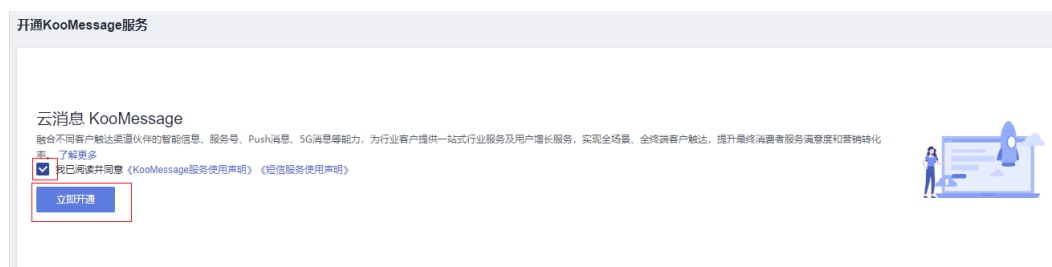 开通KooMessage服务
云消息 KooMessage
融合不同客户触达渠道伙伴的智能信息、服务号、Push消息、5G消息等能力，为行业客户提供一站式行业服务及用户增长服务，实现全场景、全终端客户触达，提升最终消费者服务满意度和营销转化
率。了解更多
我已阅读并同意《KooMessage服务使用声明》《短信服务使用声明》
立即开通